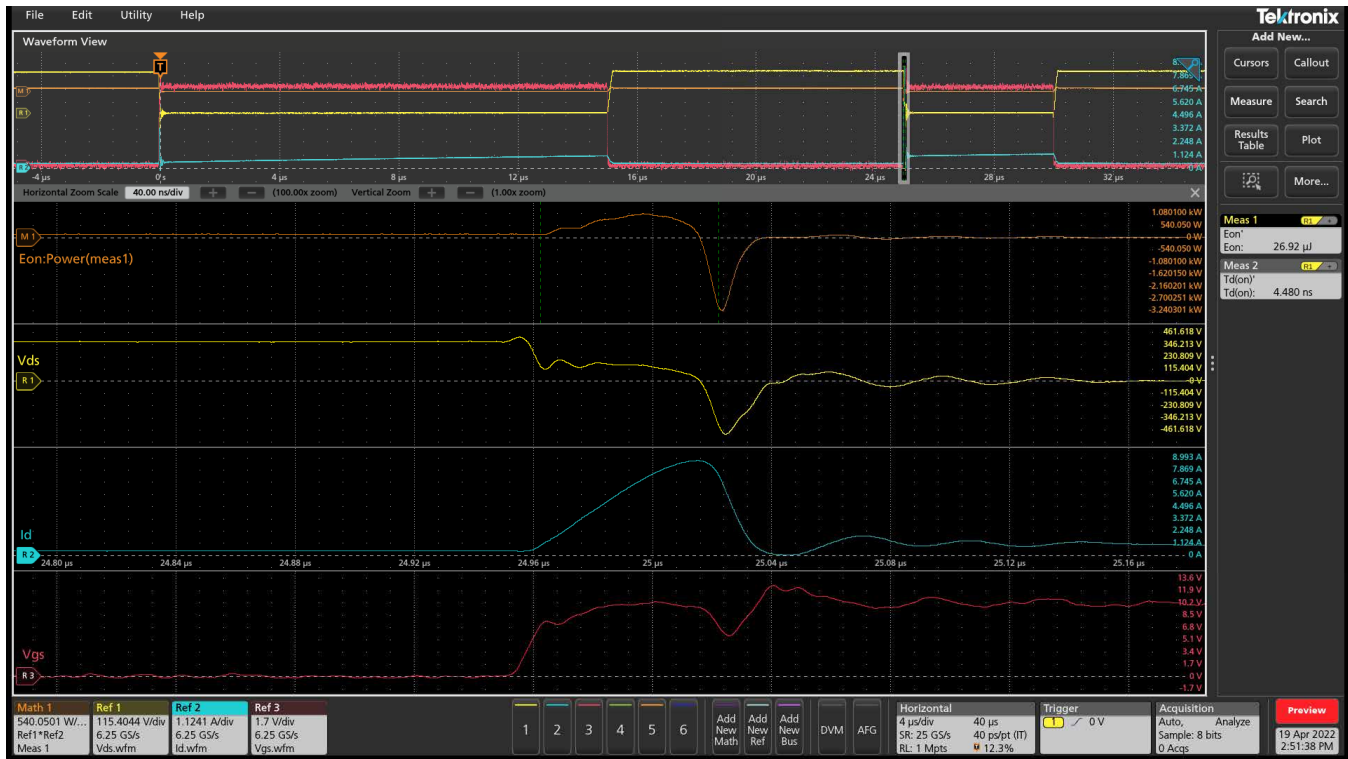 File Edit Utility Help
Tektronix
Waveform View
Add New...
T
Cursors Callout
Measure Search
Results Table Plot
More...
M 1
R 1
R 2
7.869 A
6.745 A
5.620 A
4.496 A
3.372 A
2.248 A
1.124 A
0 A
-4 µs 0 s 4 µs 8 µs 12 µs 16 µs 20 µs 24 µs 28 µs 32 µs
Horizontal Zoom Scale 40.00 ns/div + — (100.00x zoom) Vertical Zoom + — (1.00x zoom) ✕
M 1
Eon:Power(meas1)
1.080100 kW
540.050 W
0 W
-540.050 W
-1.080100 kW
-1.620150 kW
-2.160201 kW
-2.700251 kW
-3.240301 kW
Meas 1 R1
Eon'
Eon: 26.92 µJ
Meas 2 R1
Td(on)'
Td(on): 4.480 ns
Vds
R 1
461.618 V
346.213 V
230.809 V
115.404 V
-0 V
-115.404 V
-230.809 V
-346.213 V
-461.618 V
Id
R 2
8.993 A
7.869 A
6.745 A
5.620 A
4.496 A
3.372 A
2.248 A
1.124 A
0 A
24.80 µs 24.84 µs 24.88 µs 24.92 µs 24.96 µs 25 µs 25.04 µs 25.08 µs 25.12 µs 25.16 µs
Vgs
R 3
13.6 V
11.9 V
10.2 V
8.5 V
6.8 V
5.1 V
3.4 V
1.7 V
0 V
-1.7 V
Math 1
540.0501 W/...
Ref1*Ref2
Meas 1
Ref 1
115.4044 V/div
6.25 GS/s
Vds.wfm
Ref 2
1.1241 A/div
6.25 GS/s
Id.wfm
Ref 3
1.7 V/div
6.25 GS/s
Vgs.wfm
1 2 3 4 5 6
Add New Math
Add New Ref
Add New Bus
DVM AFG
Horizontal
4 µs/div 40 µs
SR: 25 GS/s 40 ps/pt (IT)
RL: 1 Mpts 12.3%
Trigger
1 0 V
Acquisition
Auto, Analyze
Sample: 8 bits
0 Acqs
Preview
19 Apr 2022
2:51:38 PM